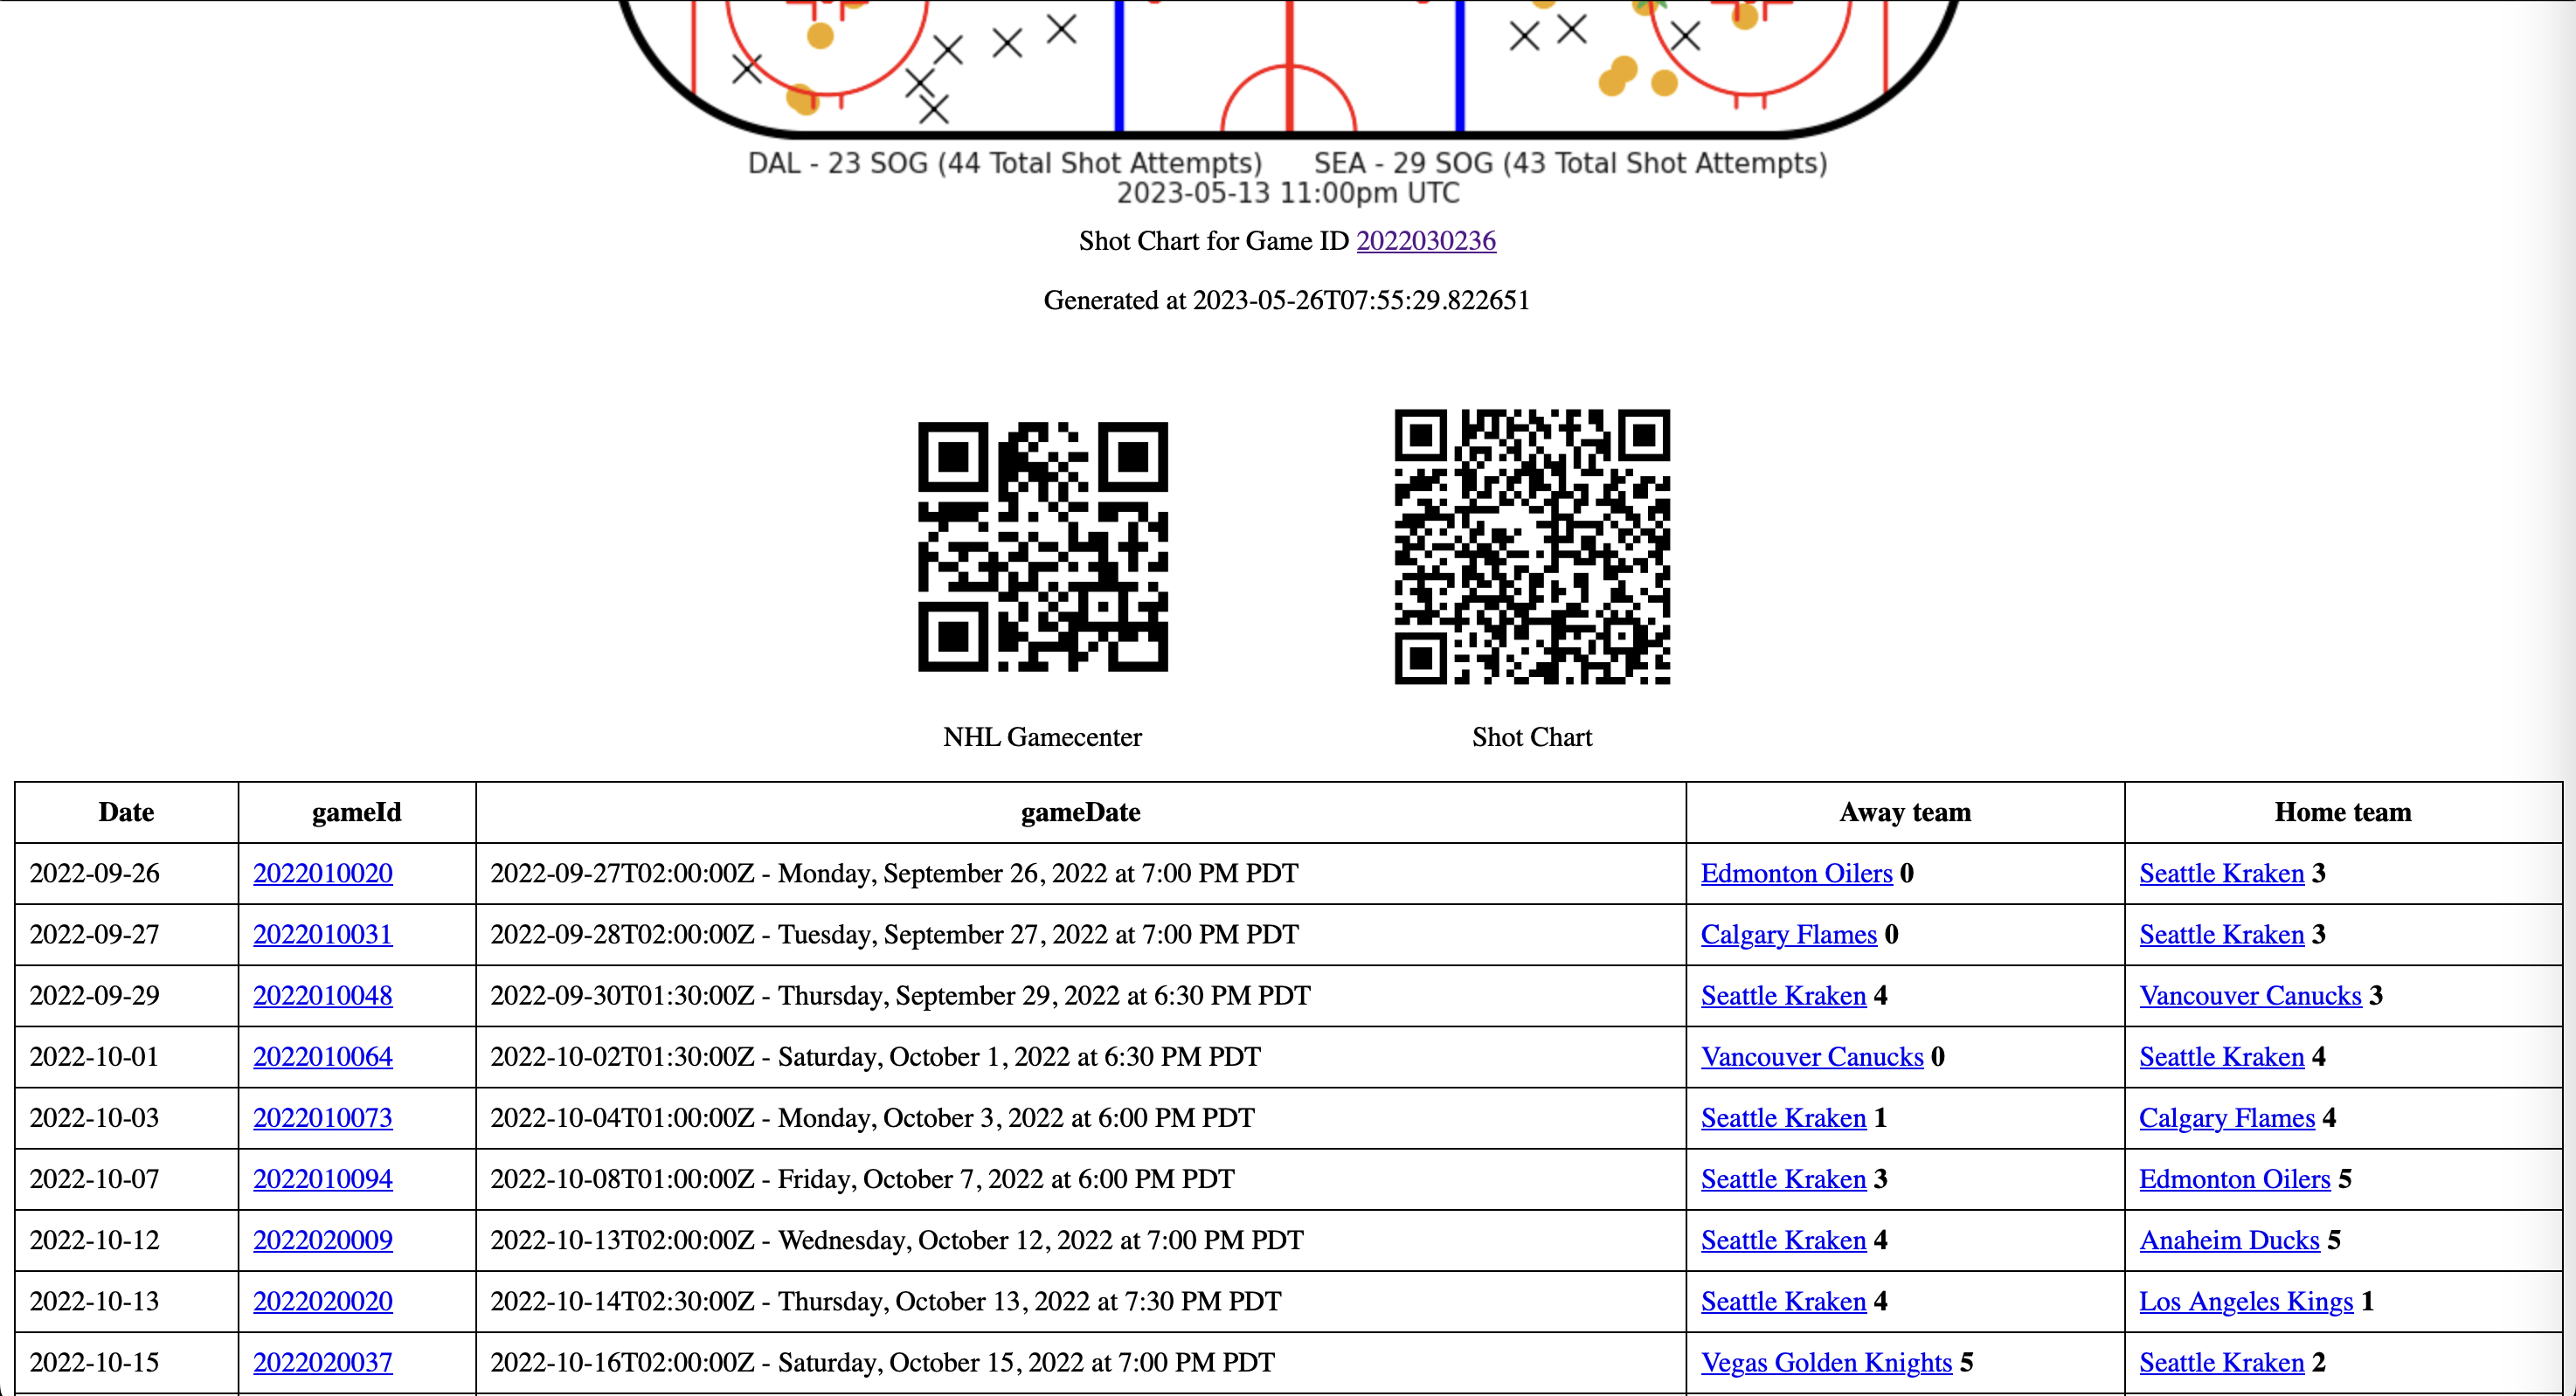 DAL - 23 SOG (44 Total Shot Attempts) SEA - 29 SOG (43 Total Shot Attempts)
2023-05-13 11:00pm UTC
Shot Chart for Game ID 2022030236
Generated at 2023-05-26T07:55:29.822651
NHL Gamecenter Shot Chart
Date gameId gameDate Away team Home team
2022-09-26 2022010020 2022-09-27T02:00:00Z - Monday, September 26, 2022 at 7:00 PM PDT Edmonton Oilers 0 Seattle Kraken 3
2022-09-27 2022010031 2022-09-28T02:00:00Z - Tuesday, September 27, 2022 at 7:00 PM PDT Calgary Flames 0 Seattle Kraken 3
2022-09-29 2022010048 2022-09-30T01:30:00Z - Thursday, September 29, 2022 at 6:30 PM PDT Seattle Kraken 4 Vancouver Canucks 3
2022-10-01 2022010064 2022-10-02T01:30:00Z - Saturday, October 1, 2022 at 6:30 PM PDT Vancouver Canucks 0 Seattle Kraken 4
2022-10-03 2022010073 2022-10-04T01:00:00Z - Monday, October 3, 2022 at 6:00 PM PDT Seattle Kraken 1 Calgary Flames 4
2022-10-07 2022010094 2022-10-08T01:00:00Z - Friday, October 7, 2022 at 6:00 PM PDT Seattle Kraken 3 Edmonton Oilers 5
2022-10-12 2022020009 2022-10-13T02:00:00Z - Wednesday, October 12, 2022 at 7:00 PM PDT Seattle Kraken 4 Anaheim Ducks 5
2022-10-13 2022020020 2022-10-14T02:30:00Z - Thursday, October 13, 2022 at 7:30 PM PDT Seattle Kraken 4 Los Angeles Kings 1
2022-10-15 2022020037 2022-10-16T02:00:00Z - Saturday, October 15, 2022 at 7:00 PM PDT Vegas Golden Knights 5 Seattle Kraken 2